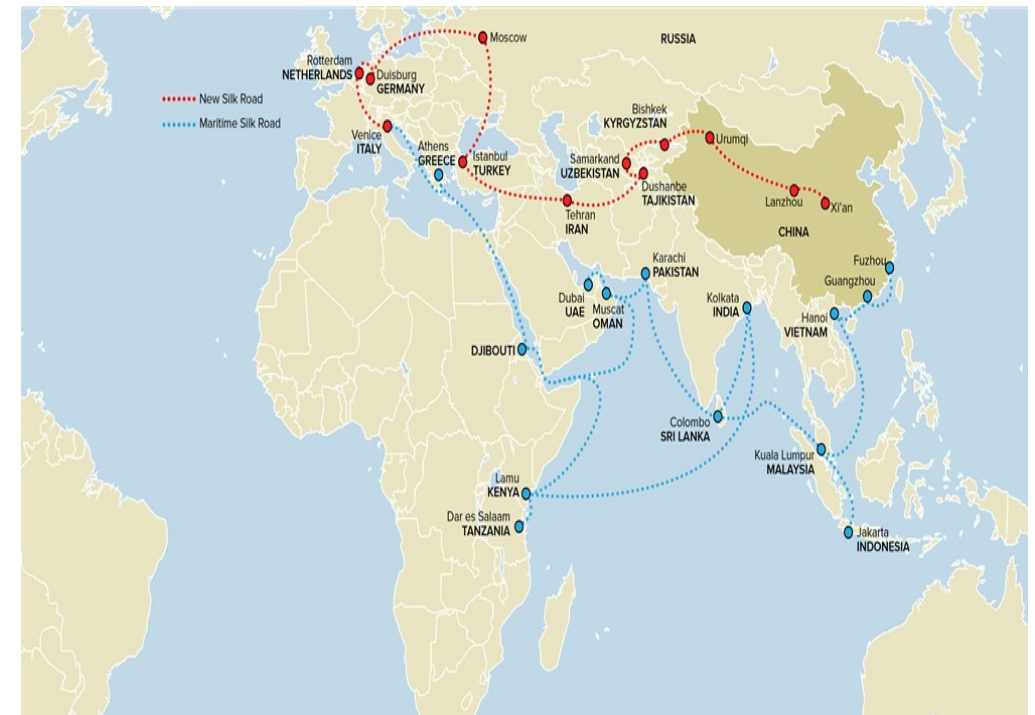 Moscow
RUSSIA
Rotterdam
NETHERLANDS
Duisburg
GERMANY
New Silk Road
Maritime Silk Road
Venice
ITALY
Athens
GREECE
Istanbul
TURKEY
Bishkek
KYRGYZSTAN
Urumqi
Samarkand
UZBEKISTAN
Dushanbe
TAJIKISTAN
Tehran
IRAN
Lanzhou
Xi'an
CHINA
Fuzhou
Guangzhou
Karachi
PAKISTAN
Dubai
UAE
Muscat
OMAN
Kolkata
INDIA
Hanoi
VIETNAM
DJIBOUTI
Colombo
SRI LANKA
Kuala Lumpur
MALAYSIA
Lamu
KENYA
Dar es Salaam
TANZANIA
Jakarta
INDONESIA